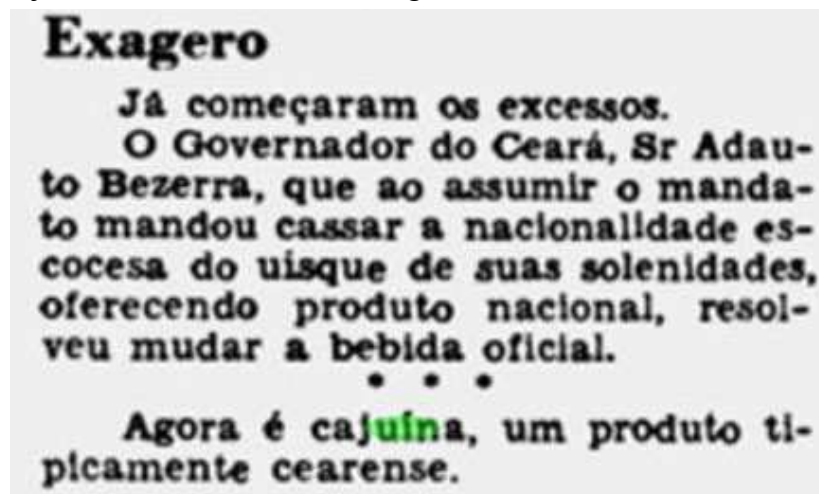 Exagero
Já começaram os excessos.
O Governador do Ceará, Sr Adau-
to Bezerra, que ao assumir o manda-
to mandou cassar a nacionalidade es-
cocesa do uísque de suas solenidades,
oferecendo produto nacional, resol-
veu mudar a bebida oficial.
• • •
Agora é cajuína, um produto ti-
picamente cearense.